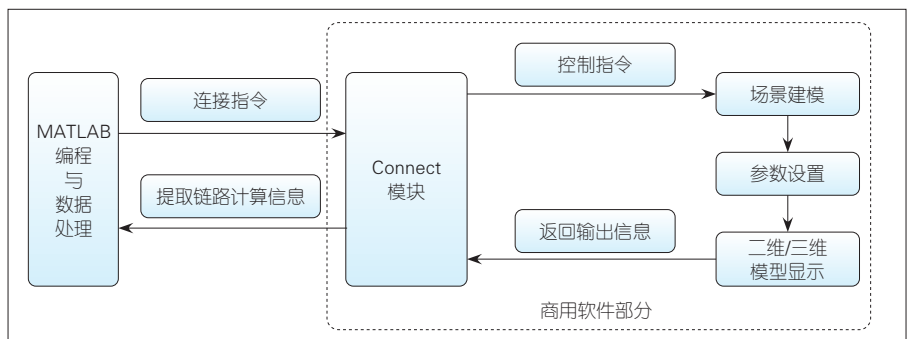 MATLAB
编程
与
数据
处理
连接指令
提取链路计算信息
Connect
模块
控制指令
返回输出信息
场景建模
参数设置
二维/三维
模型显示
商用软件部分